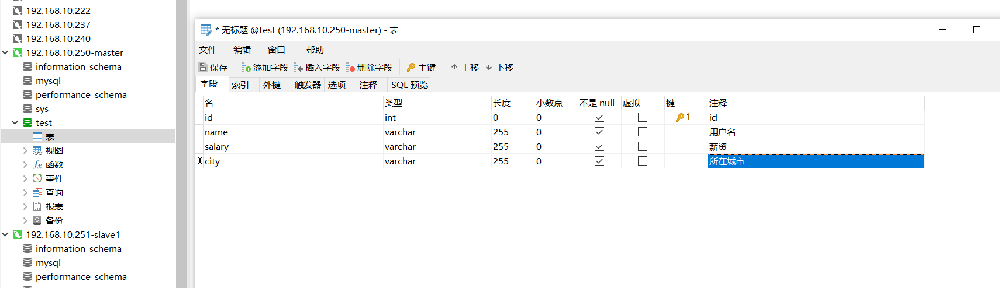 192.168.10.222
192.168.10.237
192.168.10.240
192.168.10.250-master
information_schema
mysql
performance_schema
sys
test
表
视图
函数
事件
查询
报表
备份
192.168.10.251-slave1
information_schema
mysql
performance_schema
* 无标题 @test (192.168.10.250-master) - 表
文件 编辑 窗口 帮助
保存 添加字段 插入字段 删除字段 主键 上移 下移
字段 索引 外键 触发器 选项 注释 SQL 预览
名 类型 长度 小数点 不是 null 虚拟 键 注释
id int 0 0 1 id
name varchar 255 0 用户名
salary varchar 255 0 薪资
city varchar 255 0 所在城市